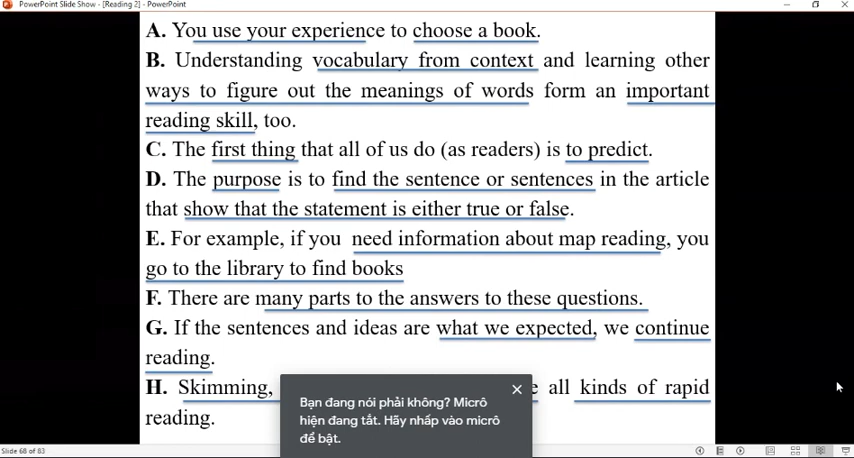 PowerPoint Slide Show - [Reading 2] - PowerPoint
A. You use your experience to choose a book.
B. Understanding vocabulary from context and learning other
ways to figure out the meanings of words form an important
reading skill, too.
C. The first thing that all of us do (as readers) is to predict.
D. The purpose is to find the sentence or sentences in the article
that show that the statement is either true or false.
E. For example, if you need information about map reading, you
go to the library to find books
F. There are many parts to the answers to these questions.
G. If the sentences and ideas are what we expected, we continue
reading.
H. Skimming, all kinds of rapid
reading.
Bạn đang nói phải không? Micrô
hiện đang tắt. Hãy nhấp vào micrô
để bật.
Slide 68 of 83